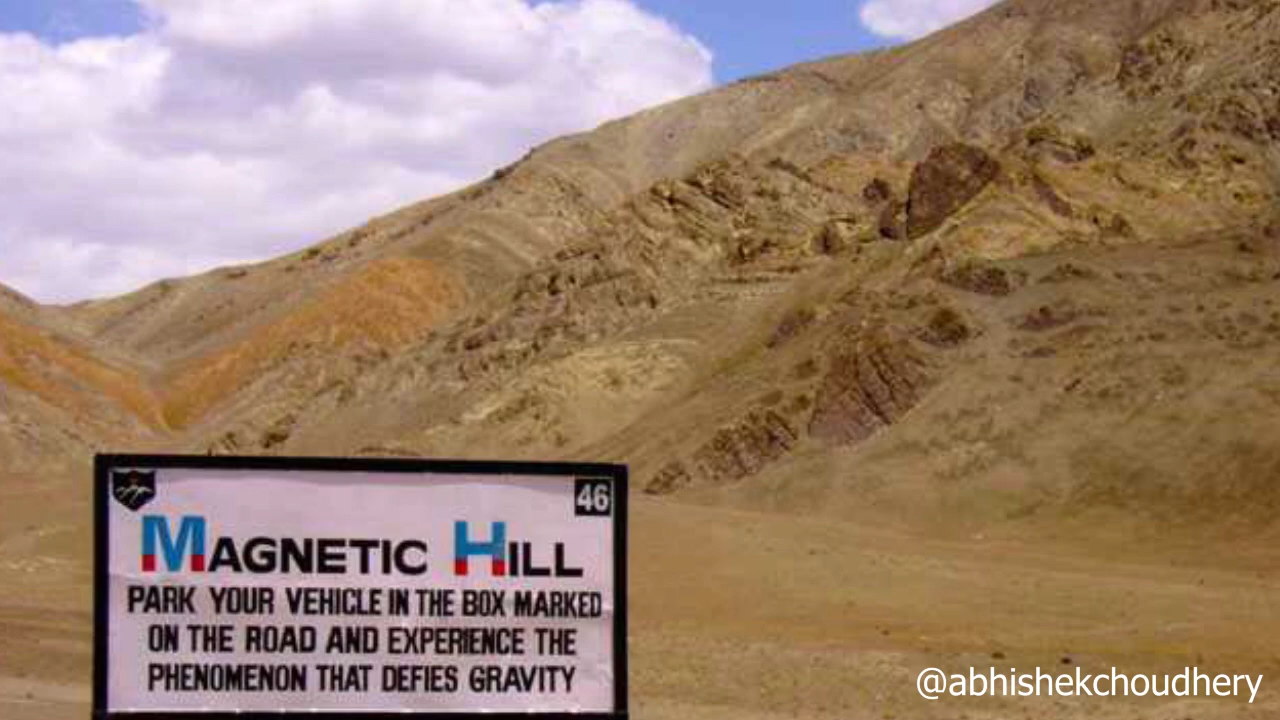 46
MAGNETIC HILL
PARK YOUR VEHICLE IN THE BOX MARKED
ON THE ROAD AND EXPERIENCE THE
PHENOMENON THAT DEFIES GRAVITY
@abhishekchoudhery